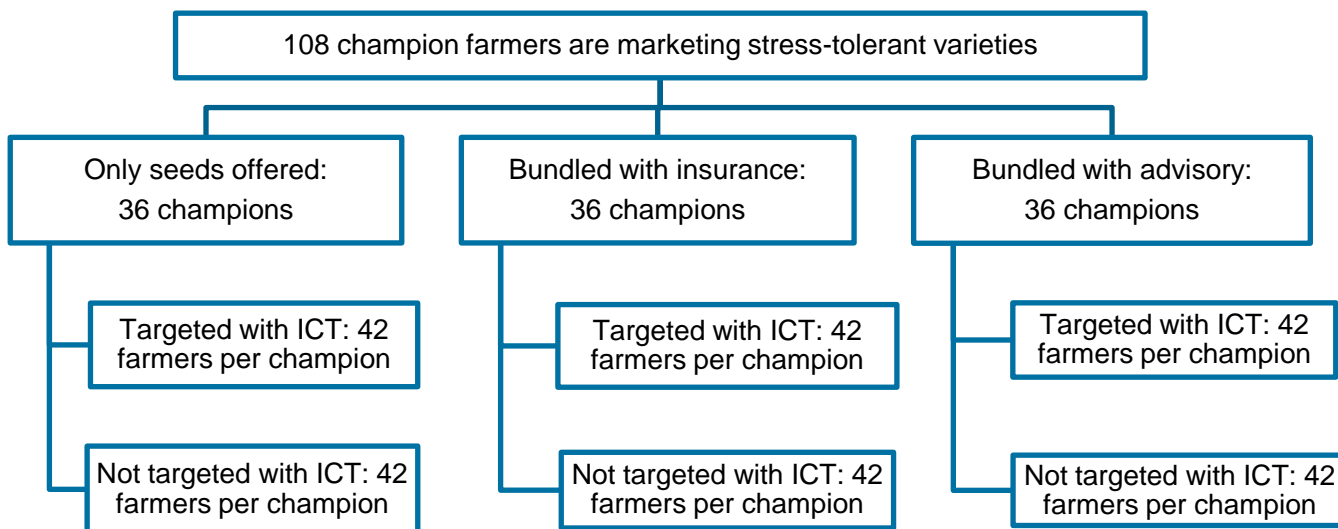 108 champion farmers are marketing stress-tolerant varieties
Only seeds offered:
36 champions
Bundled with insurance:
36 champions
Bundled with advisory:
36 champions
Targeted with ICT: 42
farmers per champion
Targeted with ICT: 42
farmers per champion
Targeted with ICT: 42
farmers per champion
Not targeted with ICT: 42
farmers per champion
Not targeted with ICT: 42
farmers per champion
Not targeted with ICT: 42
farmers per champion